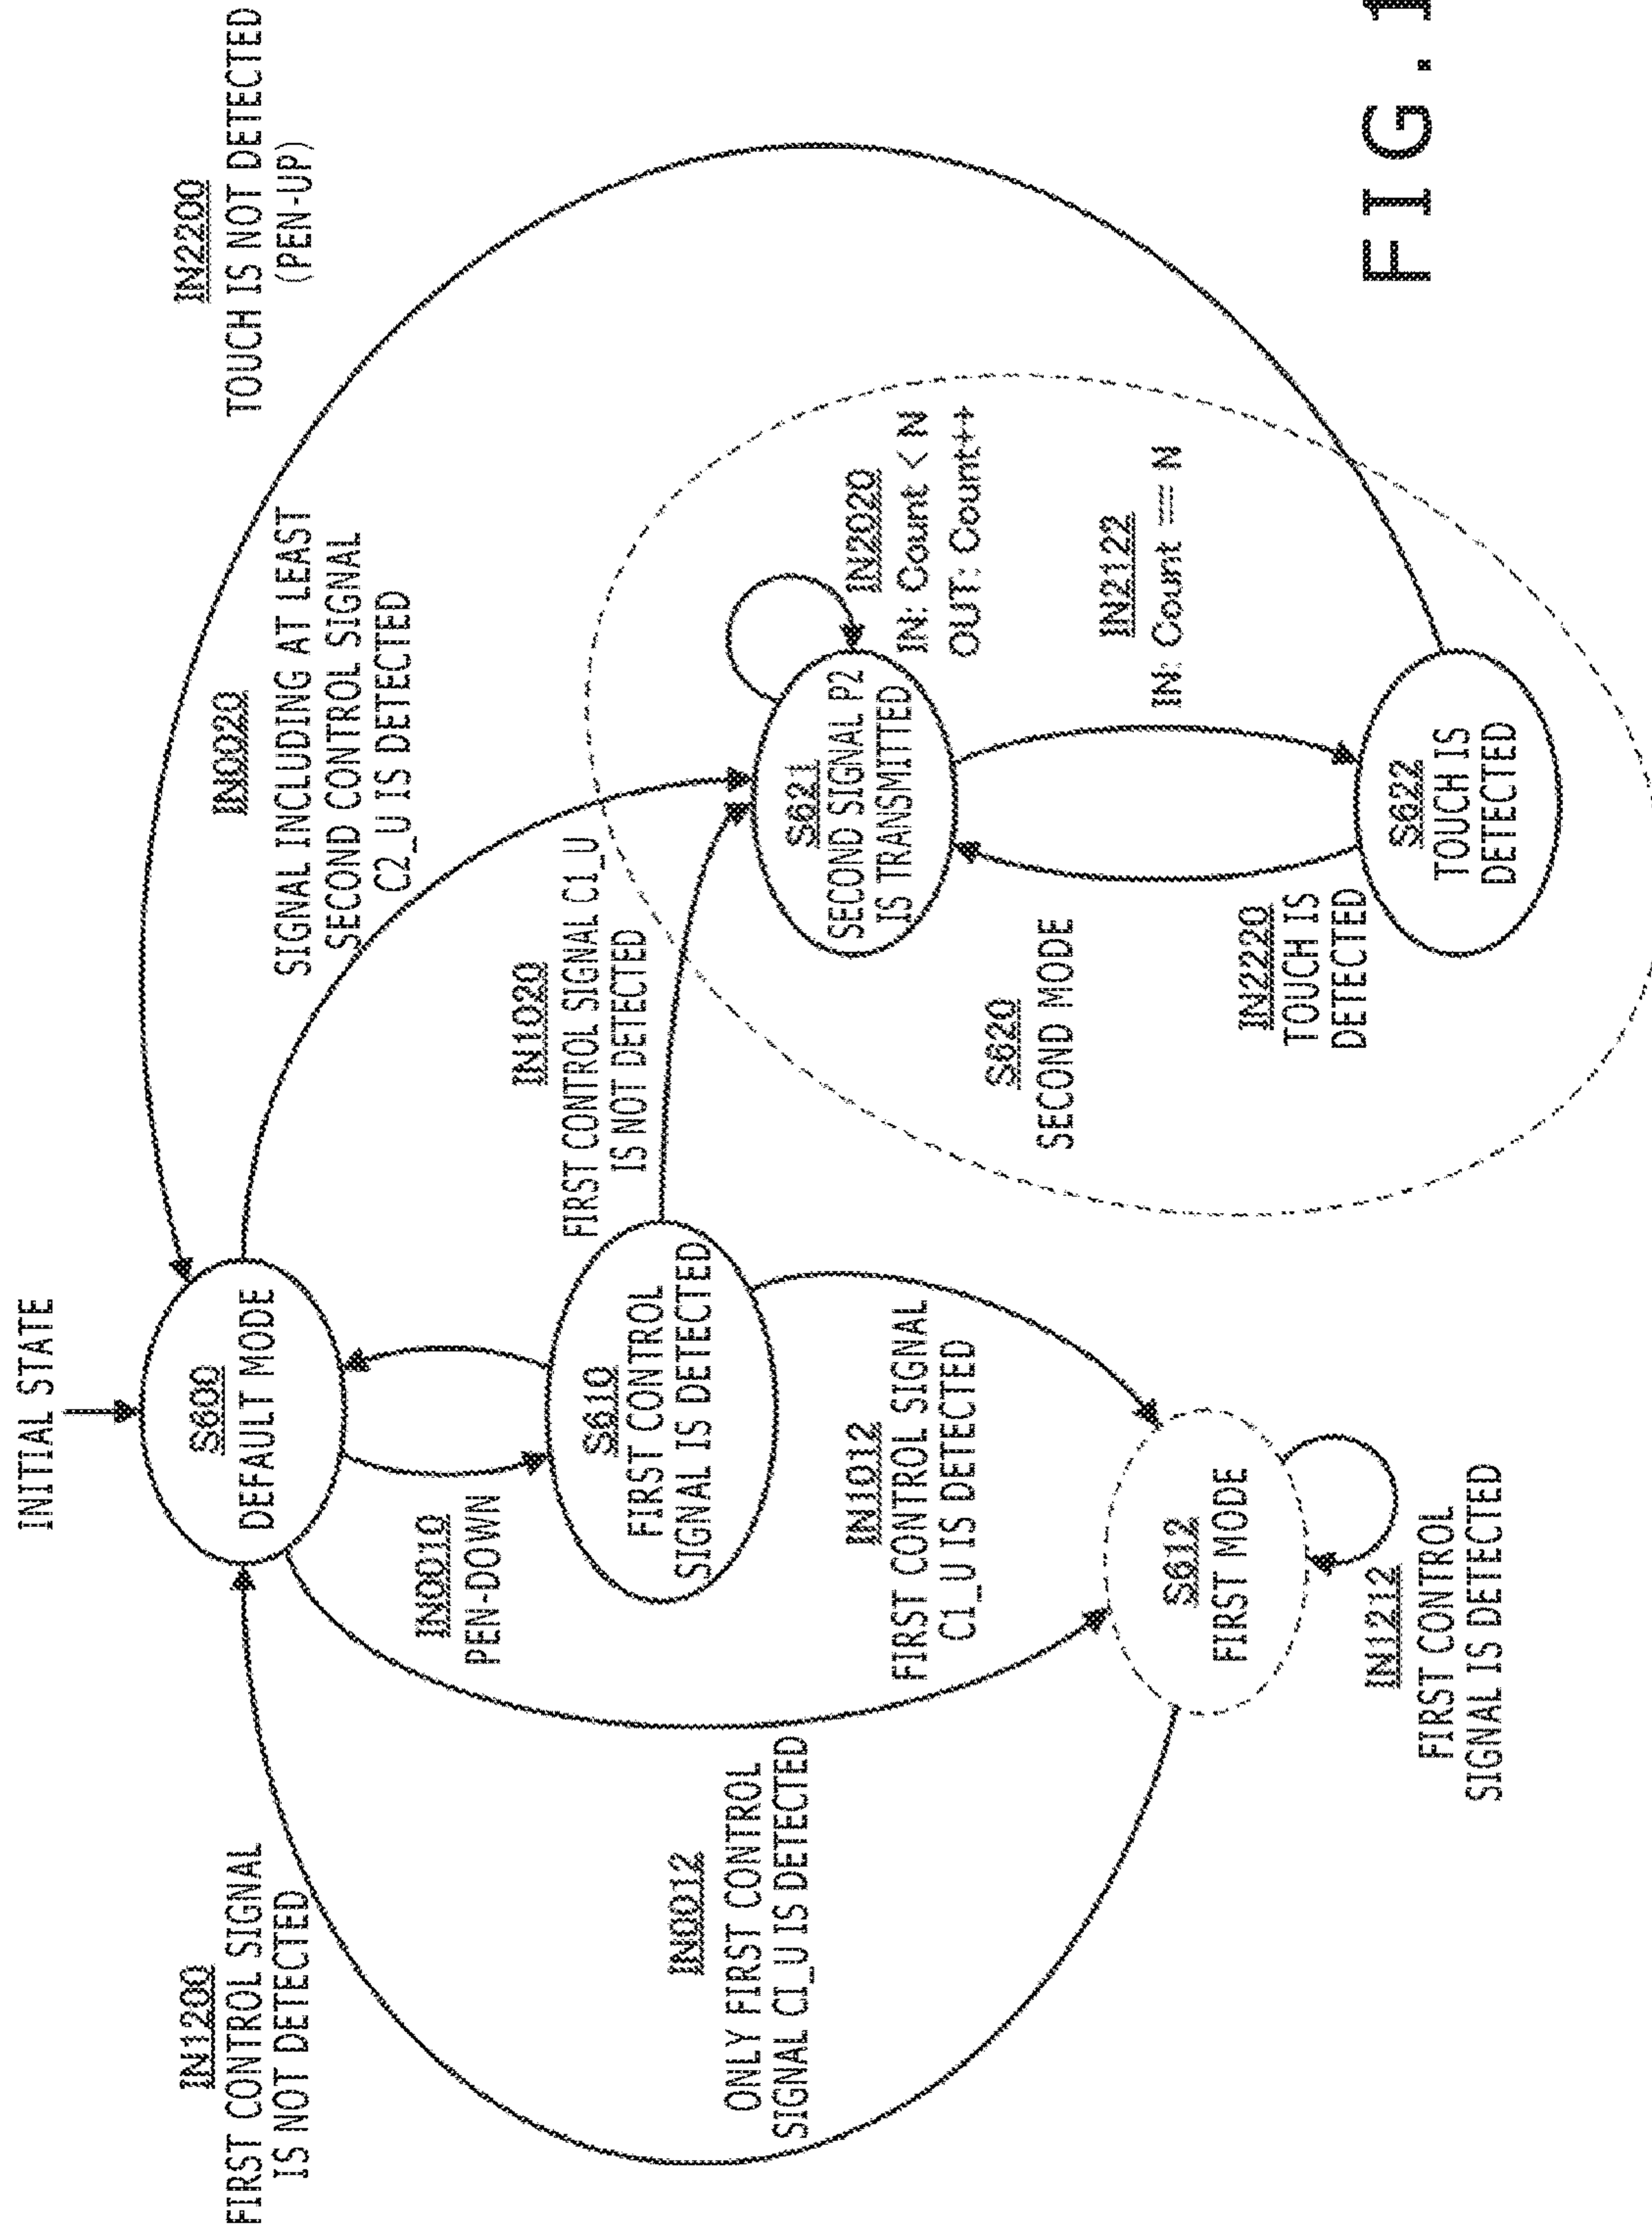 INITIAL STATE
IN2200
TOUCH IS NOT DETECTED
(PEN-UP)
IN1200
FIRST CONTROL SIGNAL
IS NOT DETECTED
S600
DEFAULT MODE
IN0020
SIGNAL INCLUDING AT LEAST
SECOND CONTROL SIGNAL
C2_U IS DETECTED
IN0010
PEN-DOWN
IN1020
FIRST CONTROL SIGNAL C1_U
IS NOT DETECTED
S610
FIRST CONTROL
SIGNAL IS DETECTED
IN0012
ONLY FIRST CONTROL
SIGNAL C1_U IS DETECTED
IN1012
FIRST CONTROL SIGNAL
C1_U IS DETECTED
S621
SECOND SIGNAL P2
IS TRANSMITTED
IN2020
IN: Count < N
OUT: Count++
S620
SECOND MODE
IN2122
IN: Count == N
S612
FIRST MODE
IN2220
TOUCH IS
DETECTED
S622
TOUCH IS
DETECTED
IN1212
FIRST CONTROL
SIGNAL IS DETECTED
FIG.1